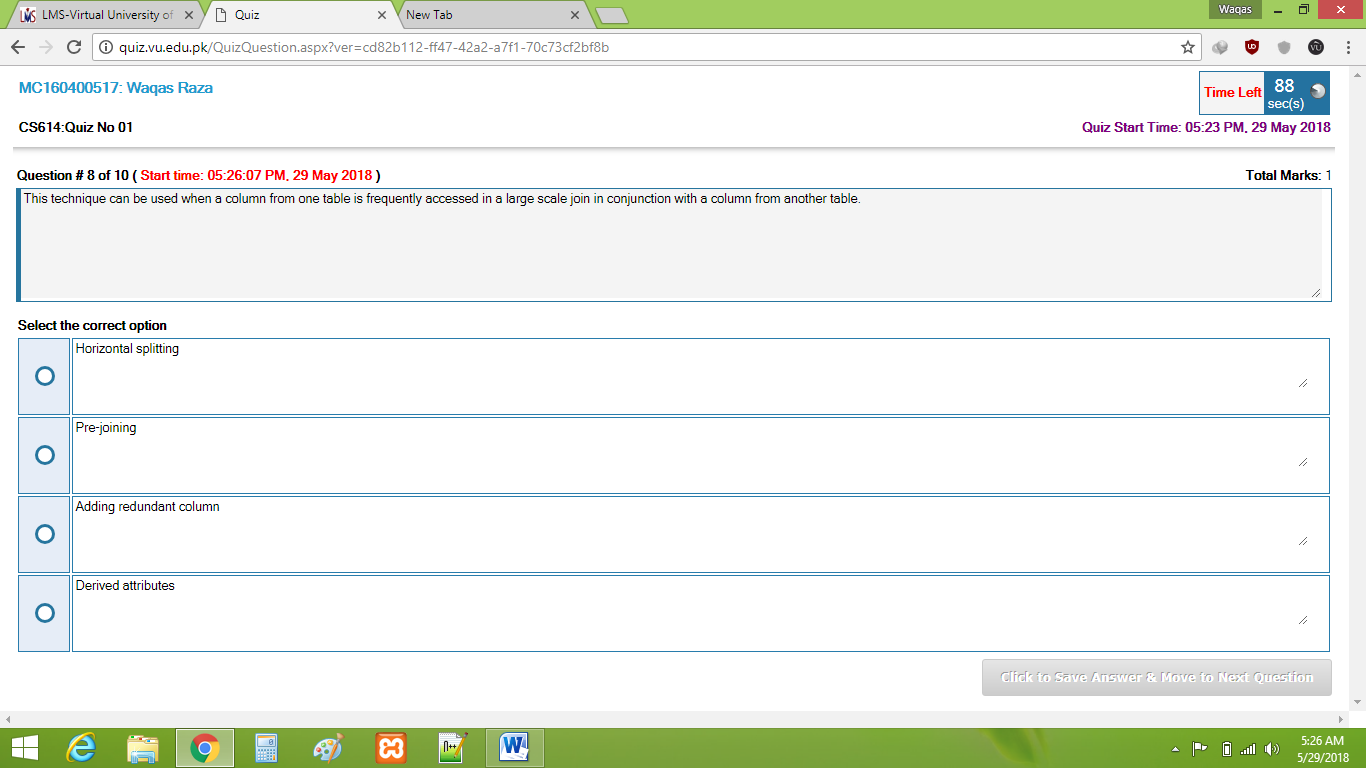 LMS-Virtual University of
Quiz
New Tab
Waqas
quiz.vu.edu.pk/QuizQuestion.aspx?ver=cd82b112-ff47-42a2-a7f1-70c73cf2bf8b
MC160400517: Waqas Raza
Time Left 88 sec(s)
CS614:Quiz No 01
Quiz Start Time: 05:23 PM, 29 May 2018
Question # 8 of 10 ( Start time: 05:26:07 PM, 29 May 2018 )
Total Marks: 1
This technique can be used when a column from one table is frequently accessed in a large scale join in conjunction with a column from another table.
Select the correct option
Horizontal splitting
Pre-joining
Adding redundant column
Derived attributes
Click to Save Answer & Move to Next Question
5:26 AM
5/29/2018